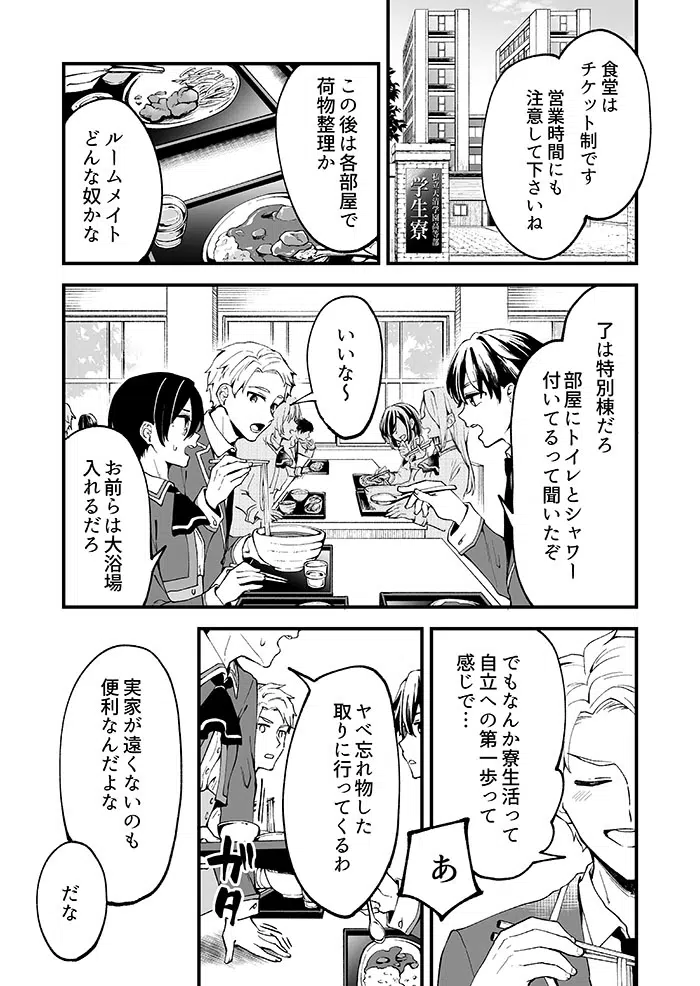 食堂は
チケット制です
営業時間にも
注意して下さいね
学生寮
この後は各部屋で
荷物整理か
ルームメイト
どんな奴かな
了は特別棟だろ
部屋にトイレとシャワー
付いてるって聞いたぞ
いいな〜
お前らは大浴場
入れるだろ
でもなんか寮生活って
自立への第一歩って
感じで…
あ
ヤベ忘れ物した
取りに行ってくるわ
ガタ
実家が遠くないのも
便利なんだよな
だな